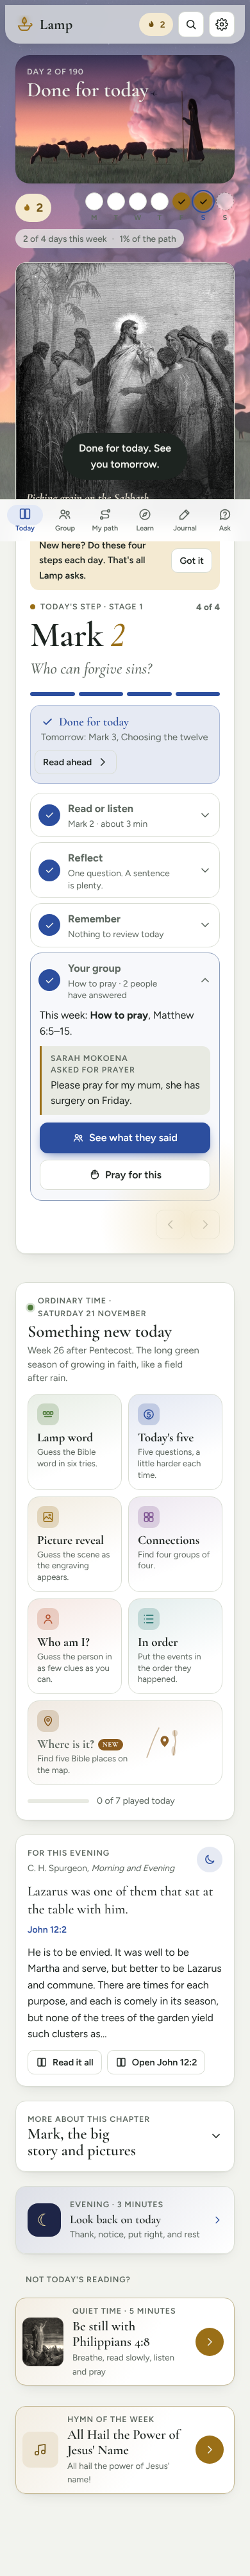 Lamp
2
DAY 2 OF 190
Done for today
2
M
T
S
S
2 of 4 days this week · 1% of the path
Done for today. See
you tomorrow.
Picking grain on the Sabbath
Today
Group
My path
Learn
Journal
Ask
New here? Do these four
steps each day. That's all
Lamp asks.
Got it
TODAY'S STEP · STAGE 1
4 of 4
Mark 2
Who can forgive sins?
Done for today
Tomorrow: Mark 3, Choosing the twelve
Read ahead
Read or listen
Mark 2 · about 3 min
Reflect
One question. A sentence
is plenty.
Remember
Nothing to review today
Your group
How to pray · 2 people
have answered
This week: How to pray, Matthew
6:5–15.
SARAH MOKOENA
ASKED FOR PRAYER
Please pray for my mum, she has
surgery on Friday.
See what they said
Pray for this
ORDINARY TIME ·
SATURDAY 21 NOVEMBER
Something new today
Week 26 after Pentecost. The long green
season of growing in faith, like a field
after rain.
Lamp word
Guess the Bible
word in six tries.
Today's five
Five questions, a
little harder each
time.
Picture reveal
Guess the scene as
the engraving
appears.
Connections
Find four groups of
four.
Who am I?
Guess the person in
as few clues as you
can.
In order
Put the events in
the order they
happened.
Where is it? NEW
Find five Bible places on
the map.
0 of 7 played today
FOR THIS EVENING
C. H. Spurgeon, Morning and Evening
Lazarus was one of them that sat at
the table with him.
John 12:2
He is to be envied. It was well to be
Martha and serve, but better to be Lazarus
and commune. There are times for each
purpose, and each is comely in its season,
but none of the trees of the garden yield
such clusters as...
Read it all
Open John 12:2
MORE ABOUT THIS CHAPTER
Mark, the big
story and pictures
EVENING · 3 MINUTES
Look back on today
Thank, notice, put right, and rest
NOT TODAY'S READING?
QUIET TIME · 5 MINUTES
Be still with
Philippians 4:8
Breathe, read slowly, listen
and pray
HYMN OF THE WEEK
All Hail the Power of
Jesus' Name
All hail the power of Jesus'
name!